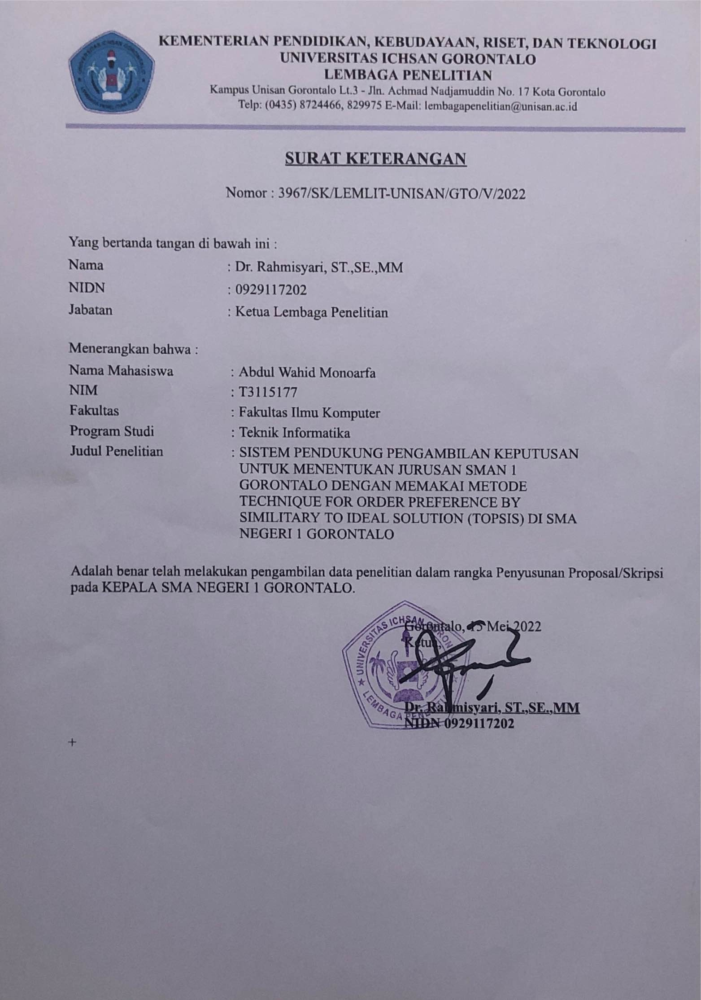 KEMENTERIAN PENDIDIKAN, KEBUDAYAAN, RISET, DAN TEKNOLOGI
UNIVERSITAS ICHSAN GORONTALO
LEMBAGA PENELITIAN
Kampus Unisan Gorontalo Lt.3 - Jln. Achmad Nadjamuddin No. 17 Kota Gorontalo
Telp: (0435) 8724466, 829975 E-Mail: lembagapenelitian@unisan.ac.id
SURAT KETERANGAN
Nomor : 3967/SK/LEMLIT-UNISAN/GTO/V/2022
Yang bertanda tangan di bawah ini :
Nama : Dr. Rahmisyari, ST.,SE.,MM
NIDN : 0929117202
Jabatan : Ketua Lembaga Penelitian
Menerangkan bahwa :
Nama Mahasiswa : Abdul Wahid Monoarfa
NIM : T3115177
Fakultas : Fakultas Ilmu Komputer
Program Studi : Teknik Informatika
Judul Penelitian : SISTEM PENDUKUNG PENGAMBILAN KEPUTUSAN
UNTUK MENENTUKAN JURUSAN SMAN 1
GORONTALO DENGAN MEMAKAI METODE
TECHNIQUE FOR ORDER PREFERENCE BY
SIMILITARY TO IDEAL SOLUTION (TOPSIS) DI SMA
NEGERI 1 GORONTALO
Adalah benar telah melakukan pengambilan data penelitian dalam rangka Penyusunan Proposal/Skripsi
pada KEPALA SMA NEGERI 1 GORONTALO.
Gorontalo, Mei 2022
Ketua,
UNIVERSITAS ICHSAN
LEMBAGA
Dr. Rahmisyari, ST.,SE.,MM
NIDN 0929117202
+